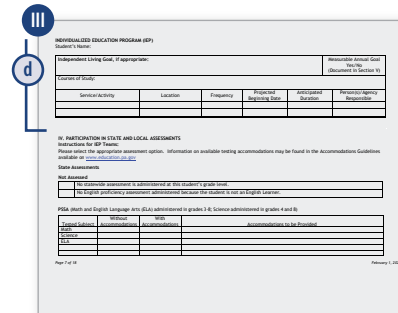 III
d
INDIVIDUALIZED EDUCATION PROGRAM (IEP)
Student's Name:
Independent Living Goal, if appropriate:
Measurable Annual Goal
Yes/No
(Document in Section V)
Courses of Study:
Service/Activity
Location
Frequency
Projected
Beginning Date
Anticipated
Duration
Person(s)/Agency
Responsible
IV. PARTICIPATION IN STATE AND LOCAL ASSESSMENTS
Instructions for IEP Teams:
Please select the appropriate assessment option. Information on available testing accommodations may be found in the Accommodations Guidelines
available on www.education.pa.gov
State Assessments
Not Assessed
No statewide assessment is administered at this student's grade level.
No English proficiency assessment administered because the student is not an English Learner.
PSSA (Math and English Language Arts (ELA) administered in grades 3-8; Science administered in grades 4 and 8)
Tested Subject
Without
Accommodations
With
Accommodations
Accommodations to be Provided
Math
Science
ELA
Page 7 of 18
February 1,